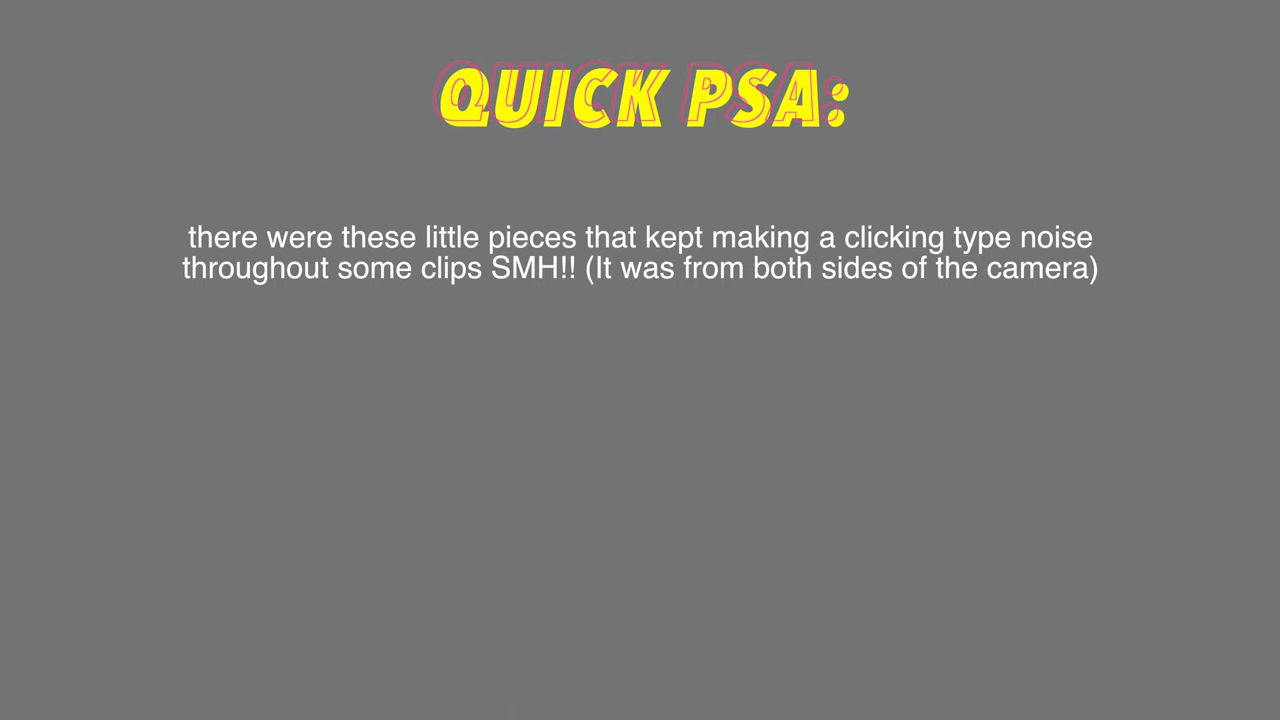 QUICK PSA:
there were these little pieces that kept making a clicking type noise
throughout some clips SMH!! (It was from both sides of the camera)